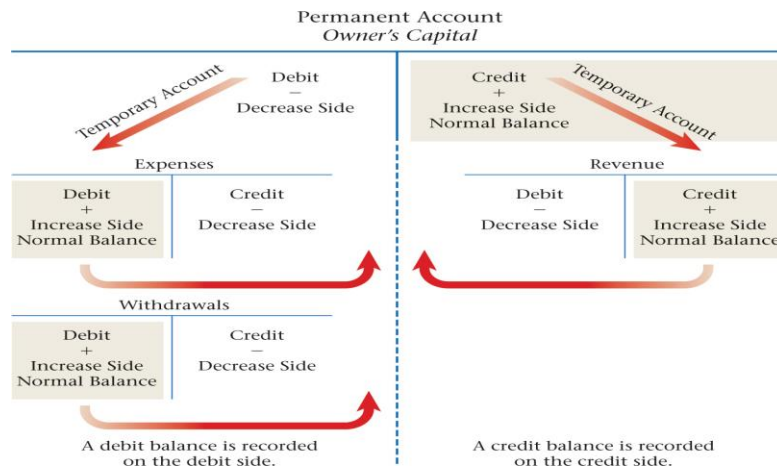 Permanent Account
Owner's Capital
Temporary Account
Debit
−
Decrease Side
Credit
+
Increase Side
Normal Balance
Temporary Account
Expenses
Debit
+
Increase Side
Normal Balance
Credit
−
Decrease Side
Revenue
Debit
−
Decrease Side
Credit
+
Increase Side
Normal Balance
Withdrawals
Debit
+
Increase Side
Normal Balance
Credit
−
Decrease Side
A debit balance is recorded
on the debit side.
A credit balance is recorded
on the credit side.